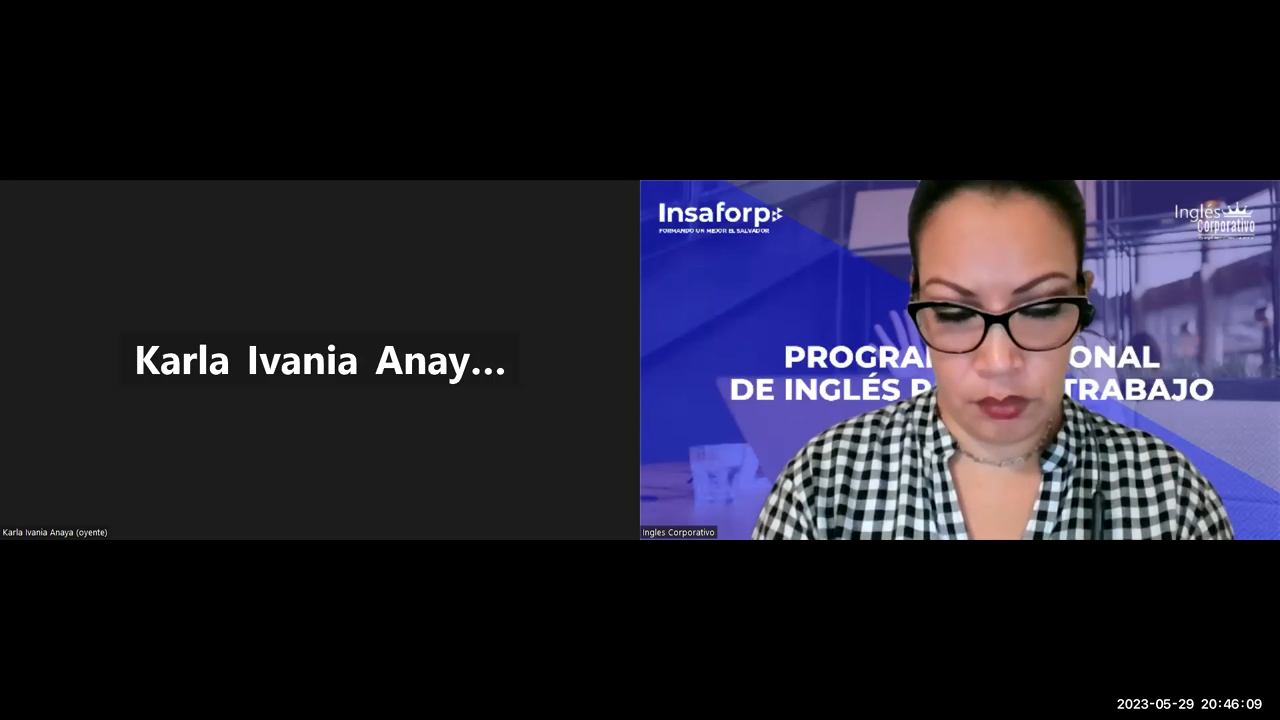 Karla Ivania Anay...
Karla Ivania Anaya (oyente)
Insaforp
FORMANDO UN MEJOR EL SALVADOR
Inglés
Corporativo
PROGRA ONAL
DE INGLÉS P TRABAJO
Ingles Corporativo
2023-05-29 20:46:09